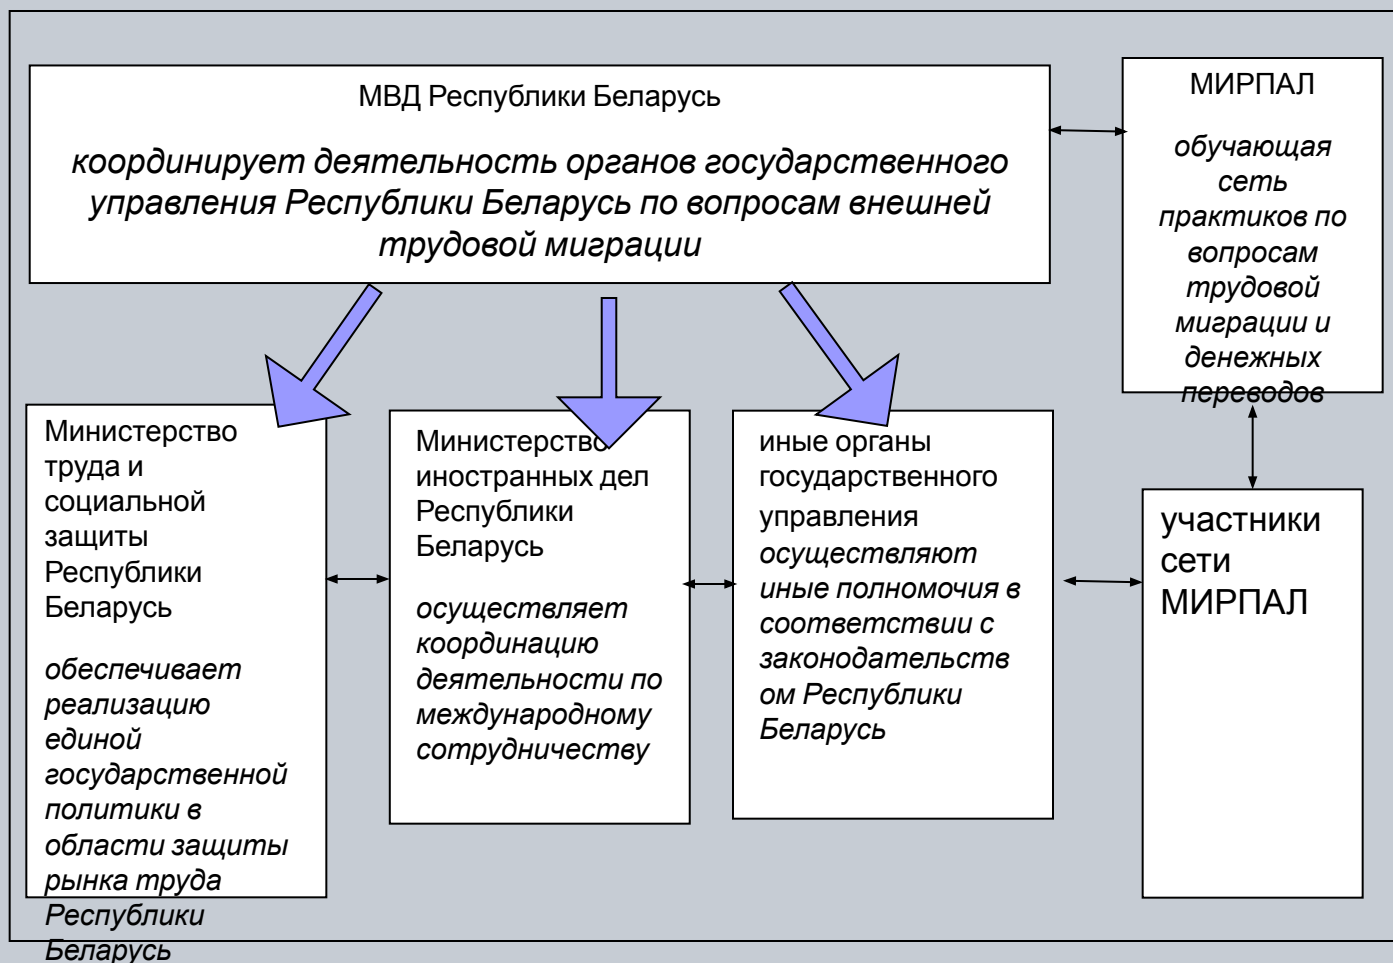 МВД Республики Беларусь
координирует деятельность органов государственного
управления Республики Беларусь по вопросам внешней
трудовой миграции
МИРПАЛ
обучающая
сеть
практиков по
вопросам
трудовой
миграции и
денежных
переводов
Министерство
труда и
социальной
защиты
Республики
Беларусь
обеспечивает
реализацию
единой
государственной
политики в
области защиты
рынка труда
Республики
Беларусь
Министерство
иностранных дел
Республики
Беларусь
осуществляет
координацию
деятельности по
международному
сотрудничеству
иные органы
государственного
управления
осуществляют
иные полномочия в
соответствии с
законодательств
ом Республики
Беларусь
участники
сети
МИРПАЛ